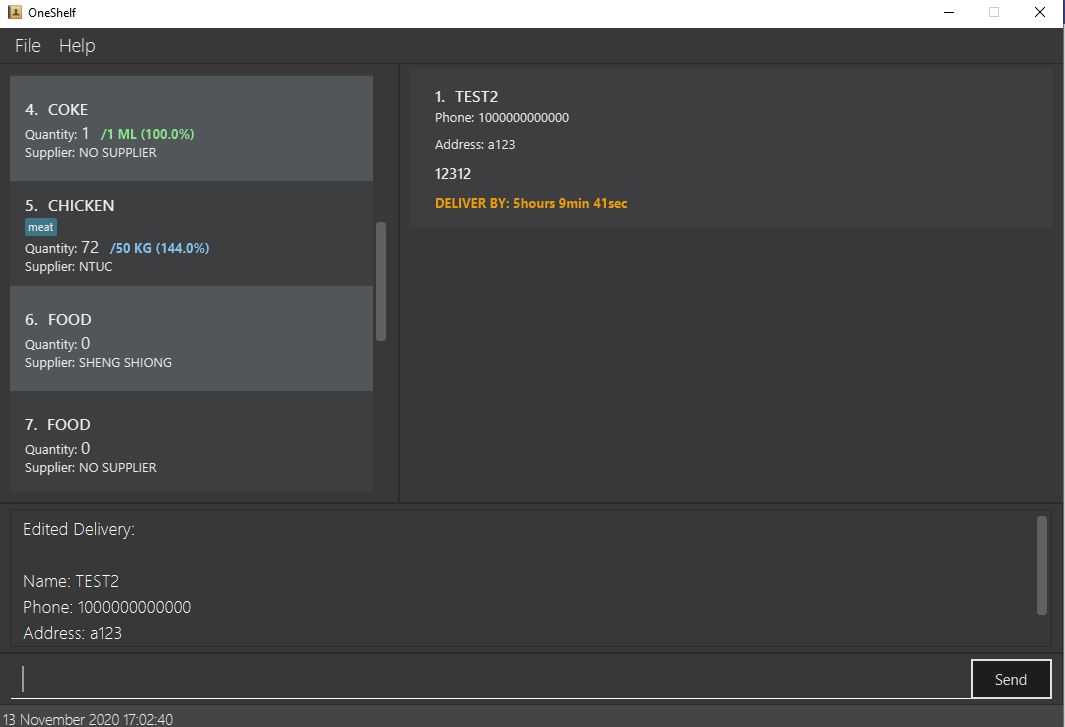 OneShelf
File Help
4. COKE
Quantity: 1 /1 ML (100.0%)
Supplier: NO SUPPLIER
5. CHICKEN
meat
Quantity: 72 /50 KG (144.0%)
Supplier: NTUC
6. FOOD
Quantity: 0
Supplier: SHENG SHIONG
7. FOOD
Quantity: 0
Supplier: NO SUPPLIER
1. TEST2
Phone: 1000000000000
Address: a123
12312
DELIVER BY: 5hours 9min 41sec
Edited Delivery:
Name: TEST2
Phone: 1000000000000
Address: a123
Send
13 November 2020 17:02:40